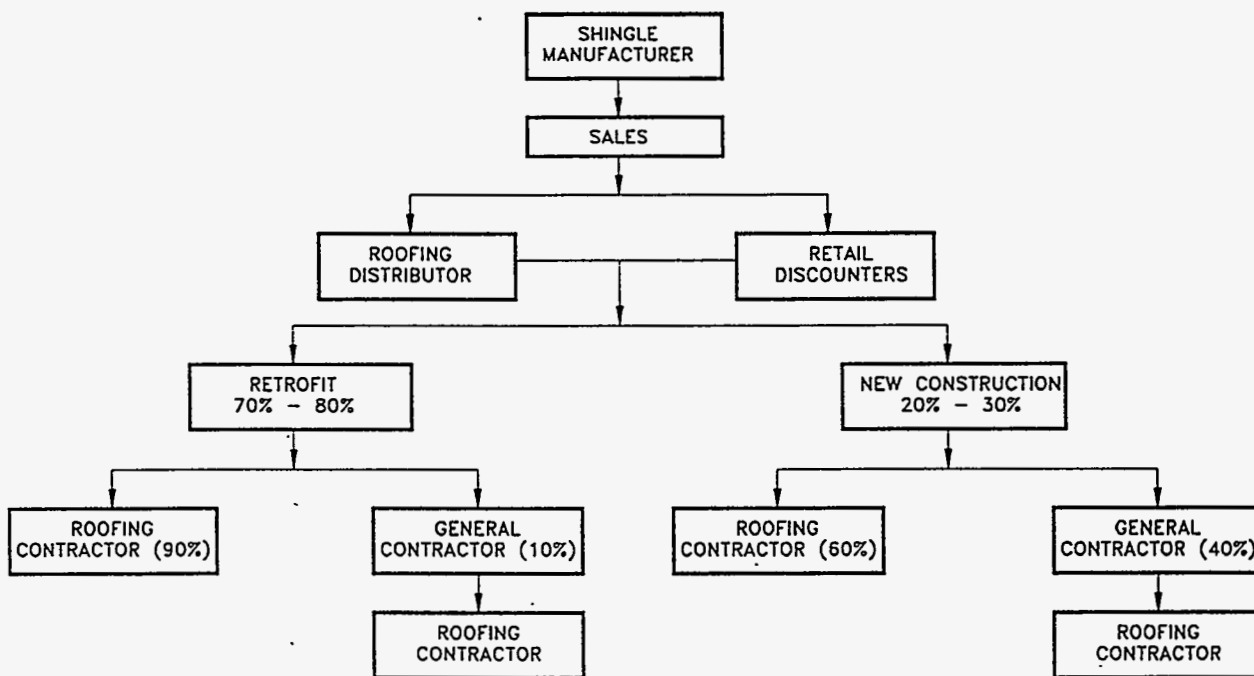 SHINGLE
MANUFACTURER
SALES
ROOFING
DISTRIBUTOR
RETAIL
DISCOUNTERS
RETROFIT
70% – 80%
NEW CONSTRUCTION
20% – 30%
ROOFING
CONTRACTOR (90%)
GENERAL
CONTRACTOR (10%)
ROOFING
CONTRACTOR (60%)
GENERAL
CONTRACTOR (40%)
ROOFING
CONTRACTOR
ROOFING
CONTRACTOR